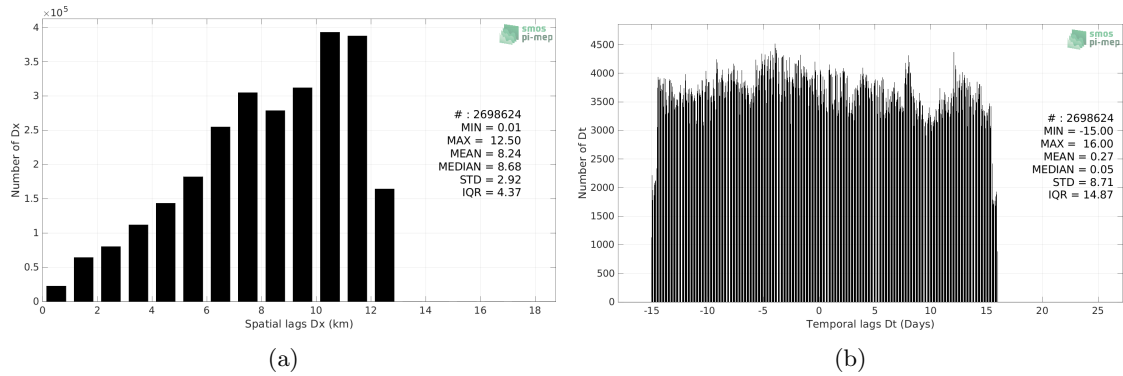 ×10⁵
4
3.5
3
2.5
2
1.5
1
0.5
0
Number of Dx
0 2 4 6 8 10 12 14 16 18
Spatial lags Dx (km)
smos
pi-mep
# : 2698624
MIN = 0.01
MAX = 12.50
MEAN = 8.24
MEDIAN = 8.68
STD = 2.92
IQR = 4.37
(a)
4500
4000
3500
3000
2500
2000
1500
1000
500
0
Number of Dt
-15 -10 -5 0 5 10 15 20 25
Temporal lags Dt (Days)
smos
pi-mep
# : 2698624
MIN = -15.00
MAX = 16.00
MEAN = 0.27
MEDIAN = 0.05
STD = 8.71
IQR = 14.87
(b)